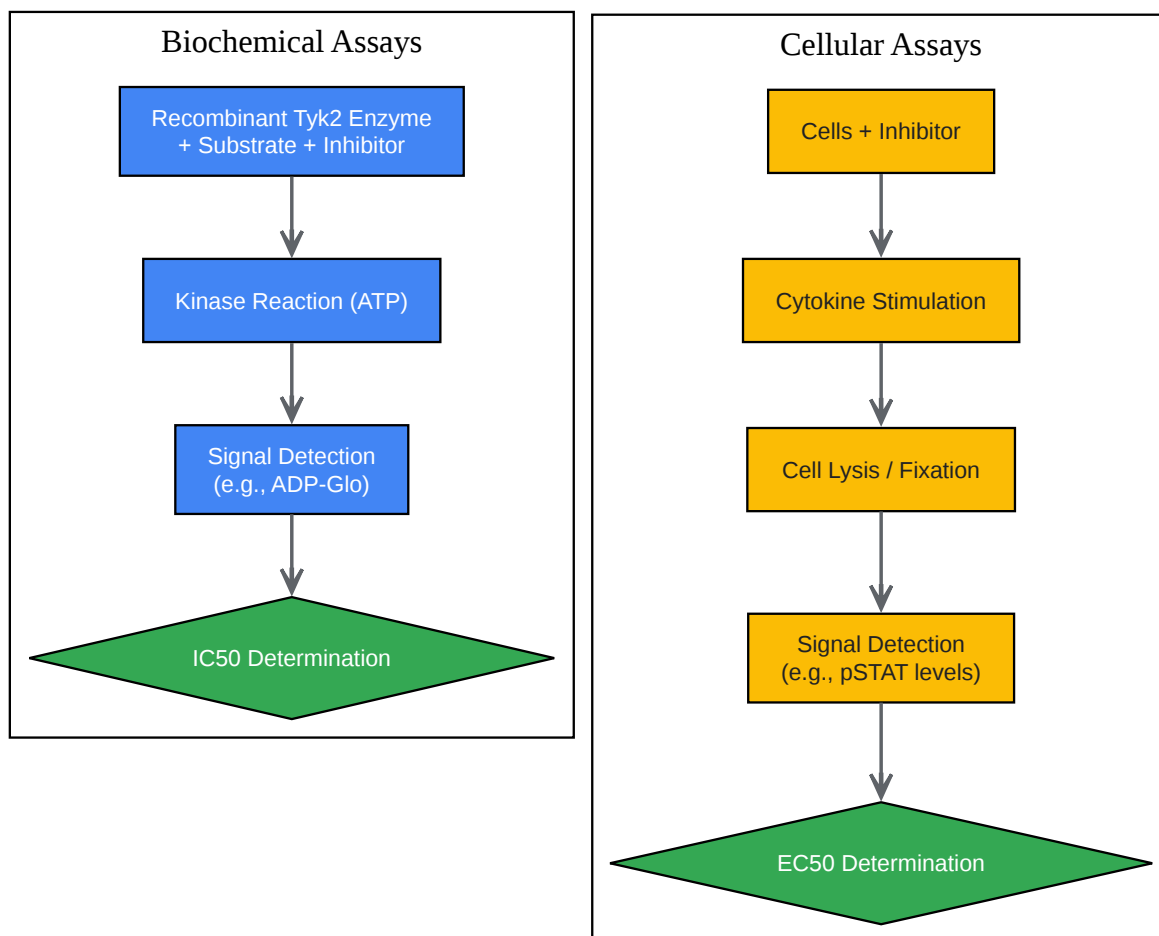 Biochemical Assays
Recombinant Tyk2 Enzyme
+ Substrate + Inhibitor
Kinase Reaction (ATP)
Signal Detection
(e.g., ADP-Glo)
IC50 Determination
Cellular Assays
Cells + Inhibitor
Cytokine Stimulation
Cell Lysis / Fixation
Signal Detection
(e.g., pSTAT levels)
EC50 Determination